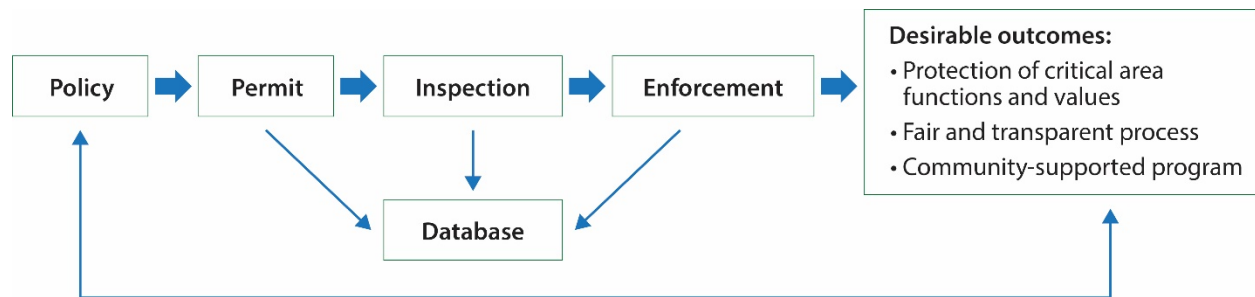 Policy
Permit
Inspection
Enforcement
Desirable outcomes:
• Protection of critical area
functions and values
• Fair and transparent process
• Community-supported program
Database